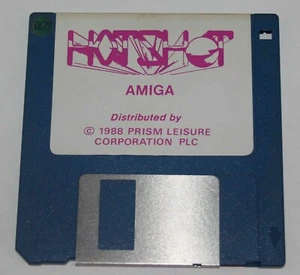 HOTSHOT
AMIGA
Distributed by
© 1988 PRISM LEISURE
CORPORATION PLC